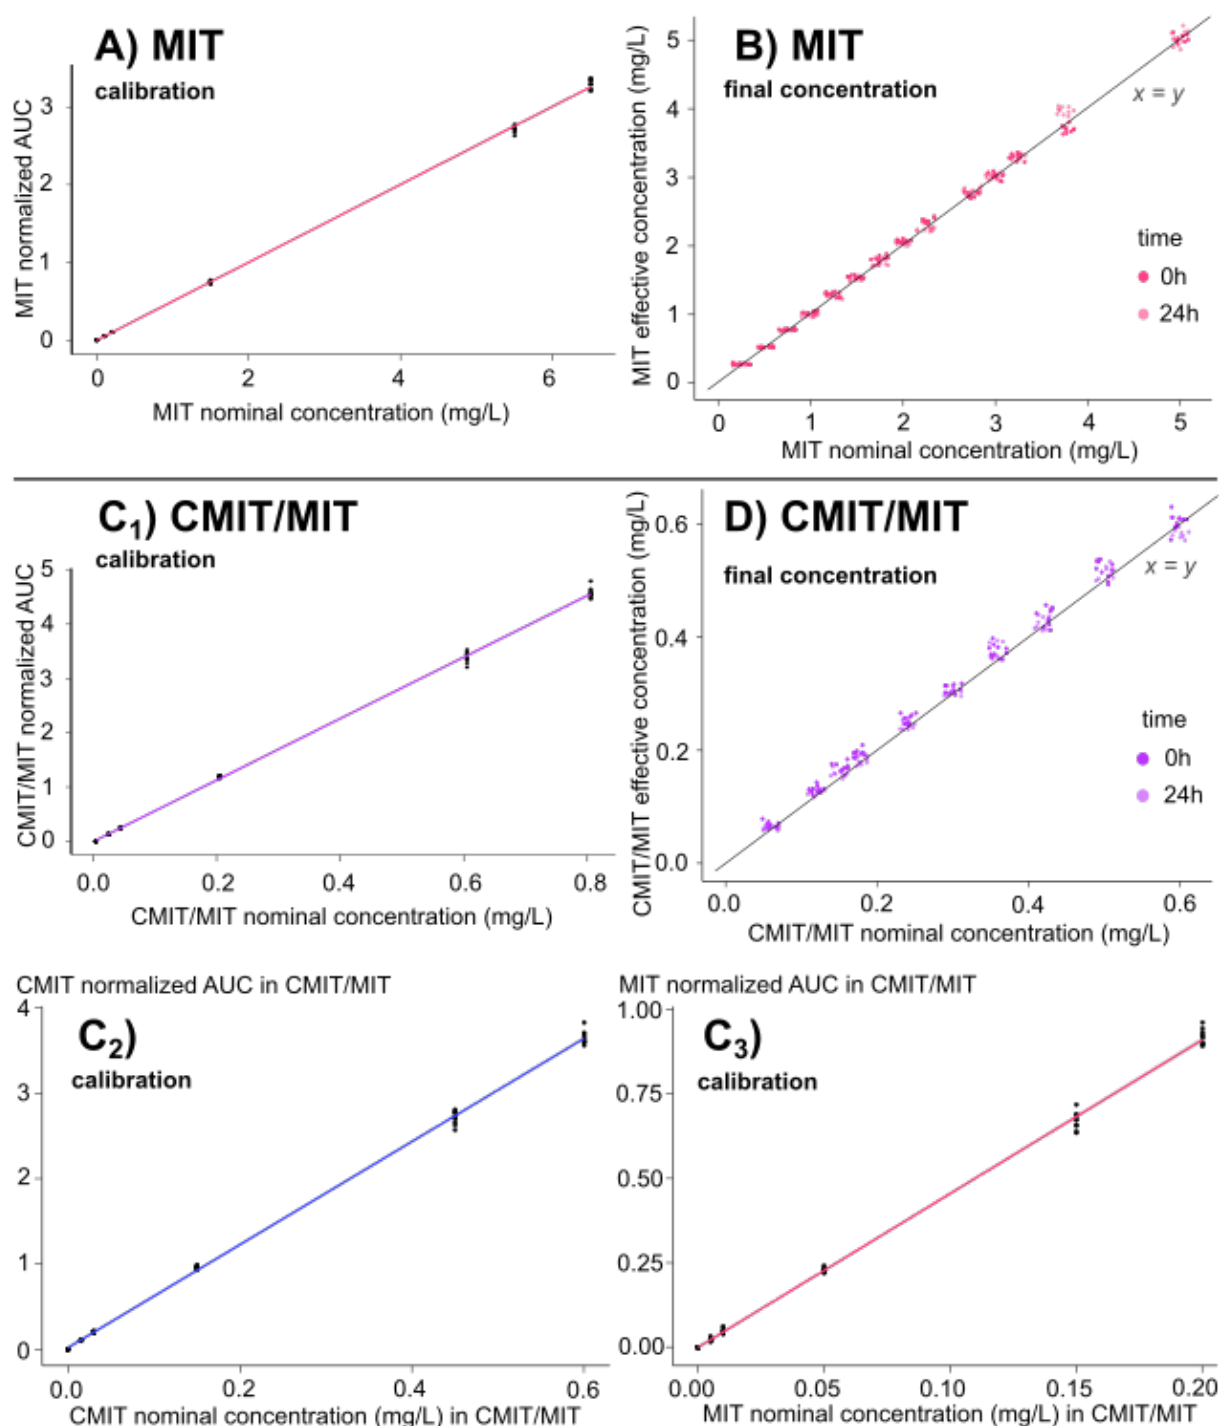 A) MIT
calibration
MIT normalized AUC
3
2
1
0
0 2 4 6
MIT nominal concentration (mg/L)
B) MIT
final concentration
MIT effective concentration (mg/L)
5
4
3
2
1
0
x = y
time
0h
24h
0 1 2 3 4 5
MIT nominal concentration (mg/L)
C1) CMIT/MIT
calibration
CMIT/MIT normalized AUC
5
4
3
2
1
0
0.0 0.2 0.4 0.6 0.8
CMIT/MIT nominal concentration (mg/L)
D) CMIT/MIT
final concentration
CMIT/MIT effective concentration (mg/L)
0.6
0.4
0.2
0.0
x = y
time
0h
24h
0.0 0.2 0.4 0.6
CMIT/MIT nominal concentration (mg/L)
CMIT normalized AUC in CMIT/MIT
C2)
calibration
4
3
2
1
0
0.0 0.2 0.4 0.6
CMIT nominal concentration (mg/L) in CMIT/MIT
MIT normalized AUC in CMIT/MIT
C3)
calibration
1.00
0.75
0.50
0.25
0.00
0.00 0.05 0.10 0.15 0.20
MIT nominal concentration (mg/L) in CMIT/MIT